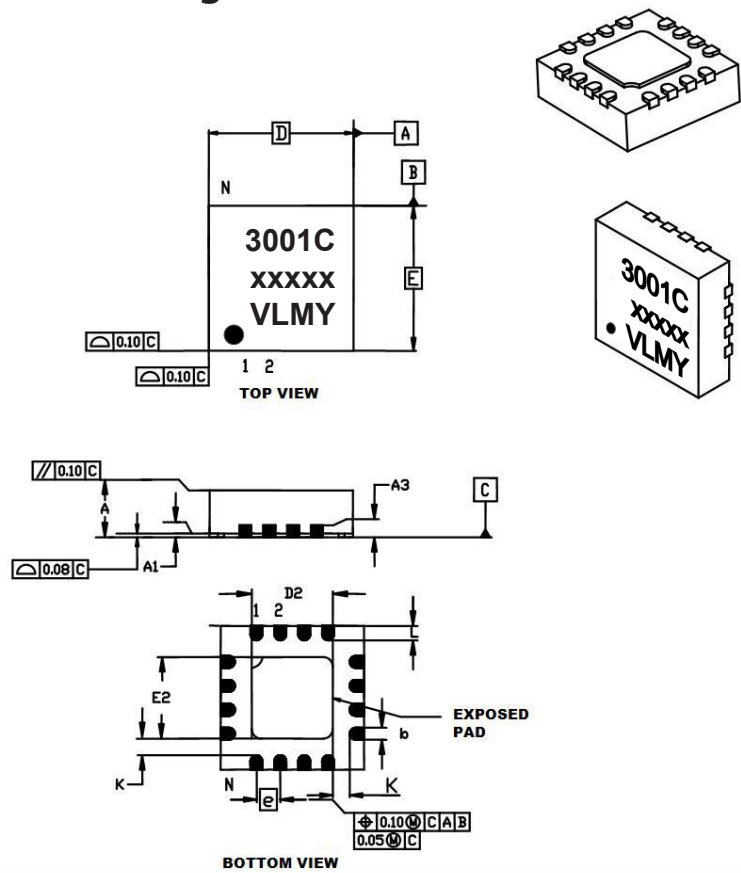 D
A
B
N
3001C
xxxxx
VLMY
E
⌓ 0.10 C
⌓ 0.10 C
1 2
TOP VIEW
3001C
xxxxx
VLMY
// 0.10 C
A
A3
C
⌓ 0.08 C
A1
D2
1 2
L
E2
EXPOSED
PAD
b
K
N
e
K
⌖ 0.10 Ⓜ C A B
0.05 Ⓜ C
BOTTOM VIEW